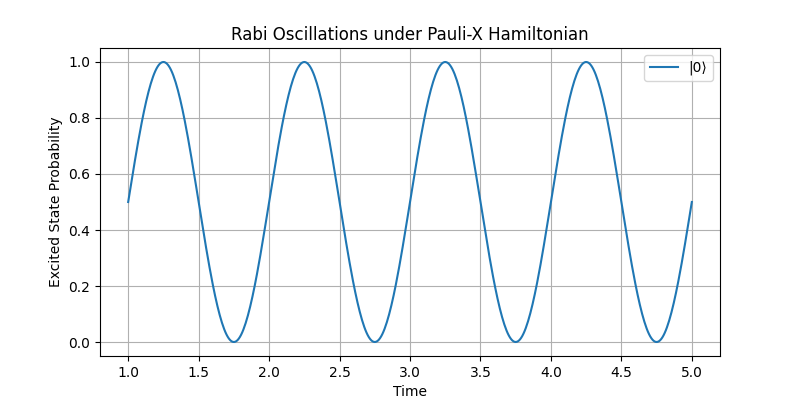 Rabi Oscillations under Pauli-X Hamiltonian
|0⟩
Excited State Probability
1.0
0.8
0.6
0.4
0.2
0.0
1.0 1.5 2.0 2.5 3.0 3.5 4.0 4.5 5.0
Time